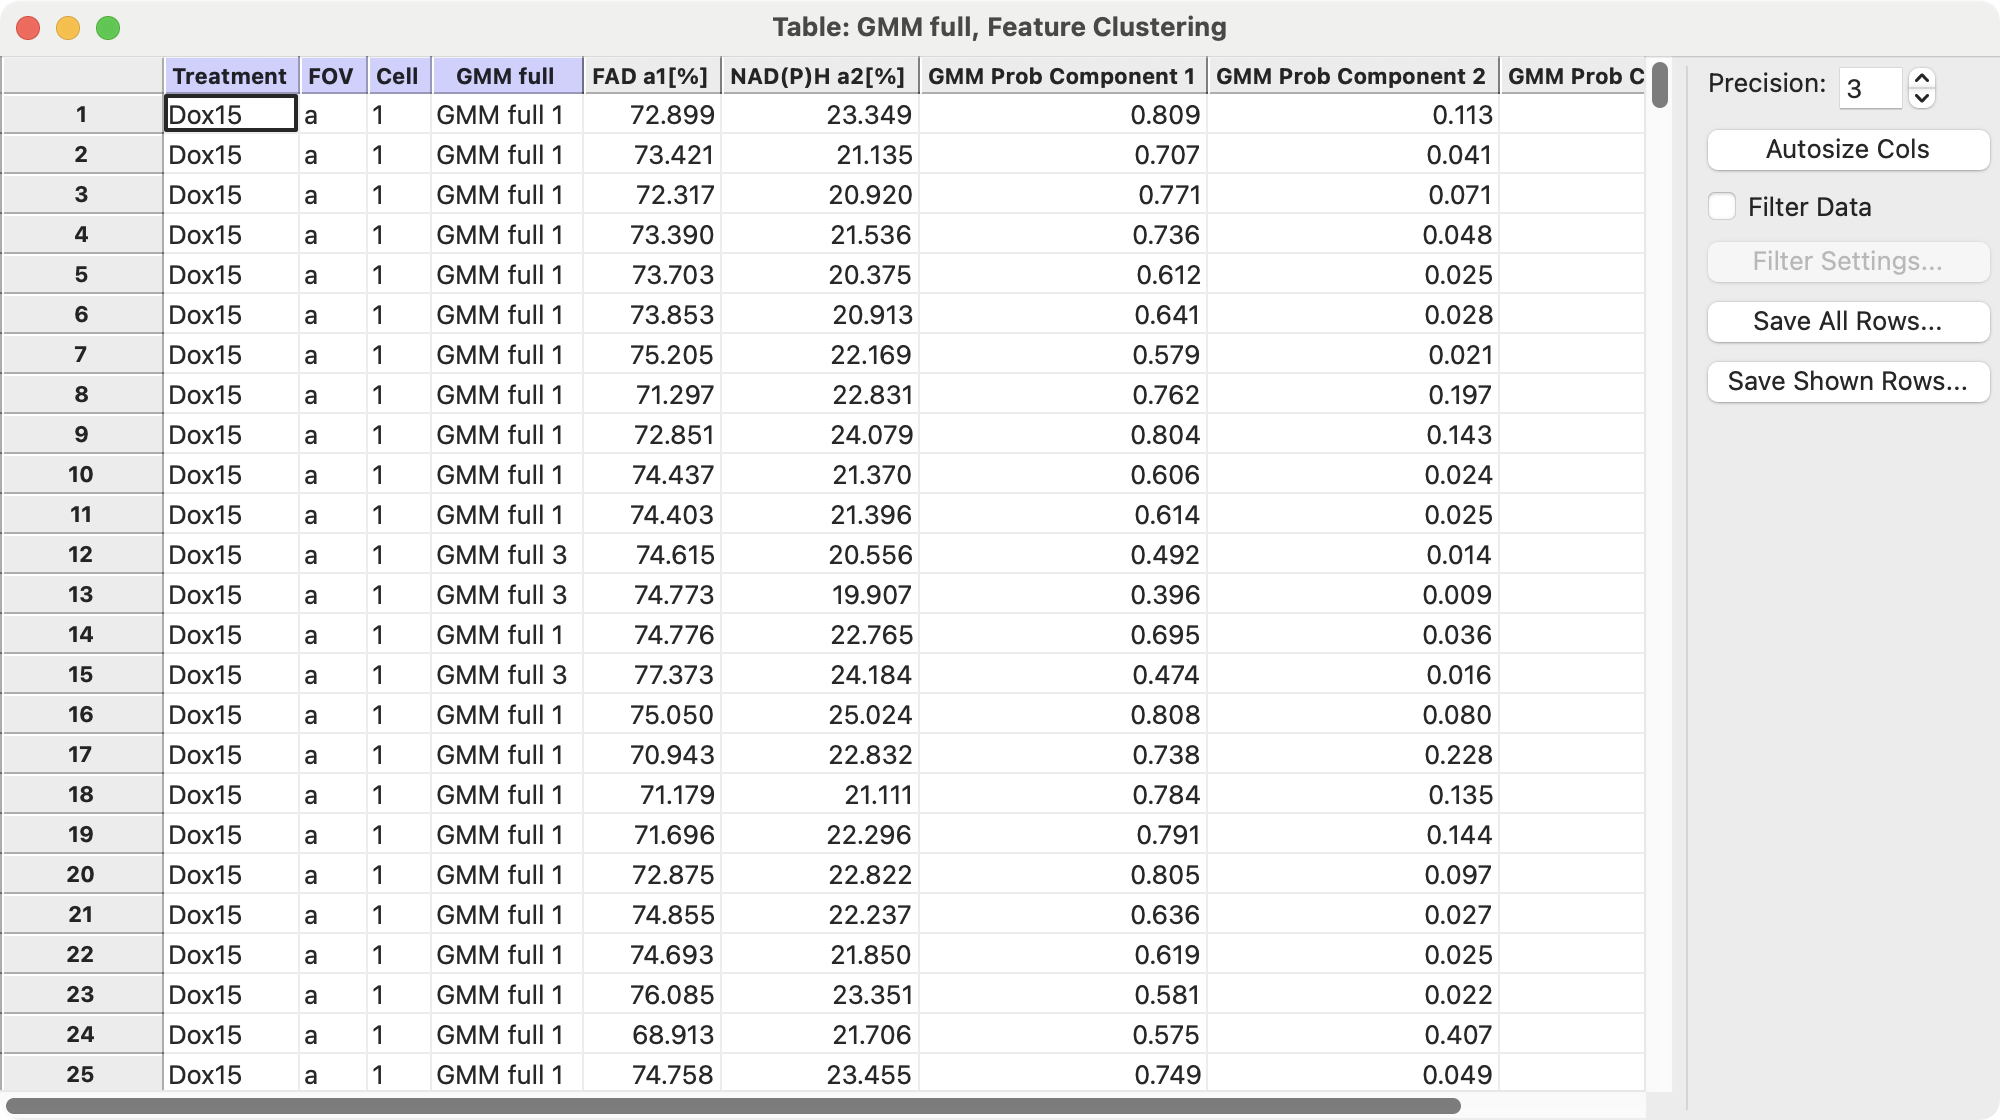 Table: GMM full, Feature Clustering
Treatment FOV Cell GMM full FAD a1[%] NAD(P)H a2[%] GMM Prob Component 1 GMM Prob Component 2 GMM Prob C
1 Dox15 a 1 GMM full 1 72.899 23.349 0.809 0.113
2 Dox15 a 1 GMM full 1 73.421 21.135 0.707 0.041
3 Dox15 a 1 GMM full 1 72.317 20.920 0.771 0.071
4 Dox15 a 1 GMM full 1 73.390 21.536 0.736 0.048
5 Dox15 a 1 GMM full 1 73.703 20.375 0.612 0.025
6 Dox15 a 1 GMM full 1 73.853 20.913 0.641 0.028
7 Dox15 a 1 GMM full 1 75.205 22.169 0.579 0.021
8 Dox15 a 1 GMM full 1 71.297 22.831 0.762 0.197
9 Dox15 a 1 GMM full 1 72.851 24.079 0.804 0.143
10 Dox15 a 1 GMM full 1 74.437 21.370 0.606 0.024
11 Dox15 a 1 GMM full 1 74.403 21.396 0.614 0.025
12 Dox15 a 1 GMM full 3 74.615 20.556 0.492 0.014
13 Dox15 a 1 GMM full 3 74.773 19.907 0.396 0.009
14 Dox15 a 1 GMM full 1 74.776 22.765 0.695 0.036
15 Dox15 a 1 GMM full 3 77.373 24.184 0.474 0.016
16 Dox15 a 1 GMM full 1 75.050 25.024 0.808 0.080
17 Dox15 a 1 GMM full 1 70.943 22.832 0.738 0.228
18 Dox15 a 1 GMM full 1 71.179 21.111 0.784 0.135
19 Dox15 a 1 GMM full 1 71.696 22.296 0.791 0.144
20 Dox15 a 1 GMM full 1 72.875 22.822 0.805 0.097
21 Dox15 a 1 GMM full 1 74.855 22.237 0.636 0.027
22 Dox15 a 1 GMM full 1 74.693 21.850 0.619 0.025
23 Dox15 a 1 GMM full 1 76.085 23.351 0.581 0.022
24 Dox15 a 1 GMM full 1 68.913 21.706 0.575 0.407
25 Dox15 a 1 GMM full 1 74.758 23.455 0.749 0.049
Precision: 3
Autosize Cols
Filter Data
Filter Settings...
Save All Rows...
Save Shown Rows...